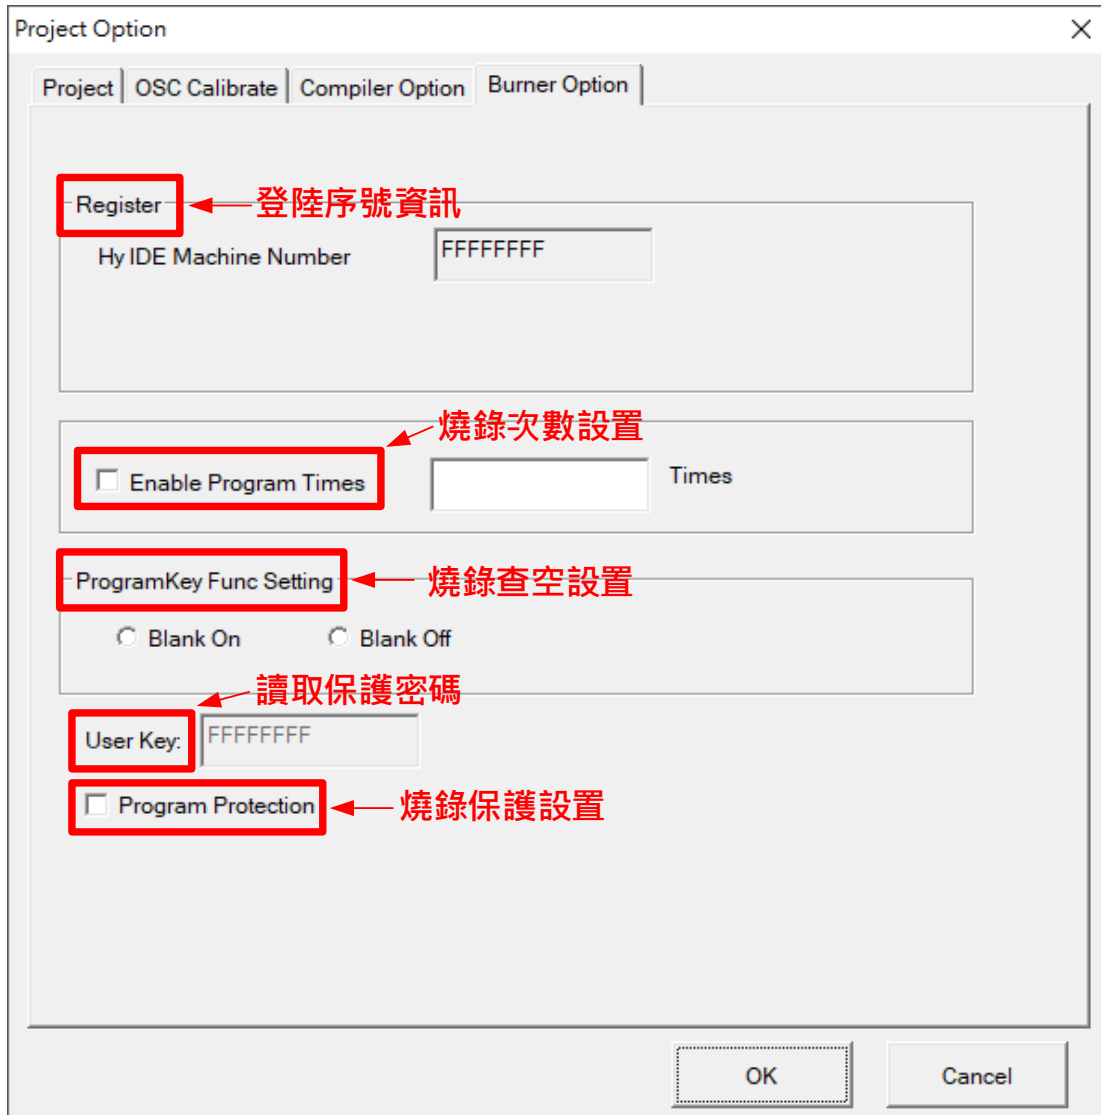 Project Option
Project OSC Calibrate Compiler Option Burner Option
Register 登陸序號資訊
Hy IDE Machine Number FFFFFFFF
燒錄次數設置
Enable Program Times Times
ProgramKey Func Setting 燒錄查空設置
Blank On Blank Off
讀取保護密碼
User Key: FFFFFFFF
Program Protection 燒錄保護設置
OK Cancel